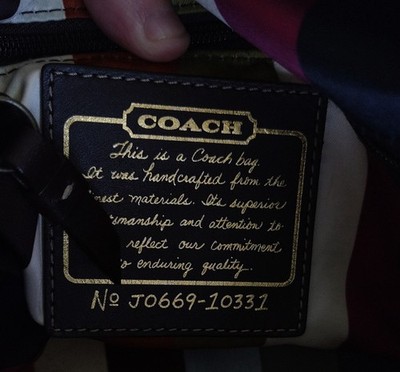 COACH
This is a Coach bag.
It was handcrafted from the
materials. Its superior
and attention to
reflect our commitment
to enduring quality.
Nº J0669-10331